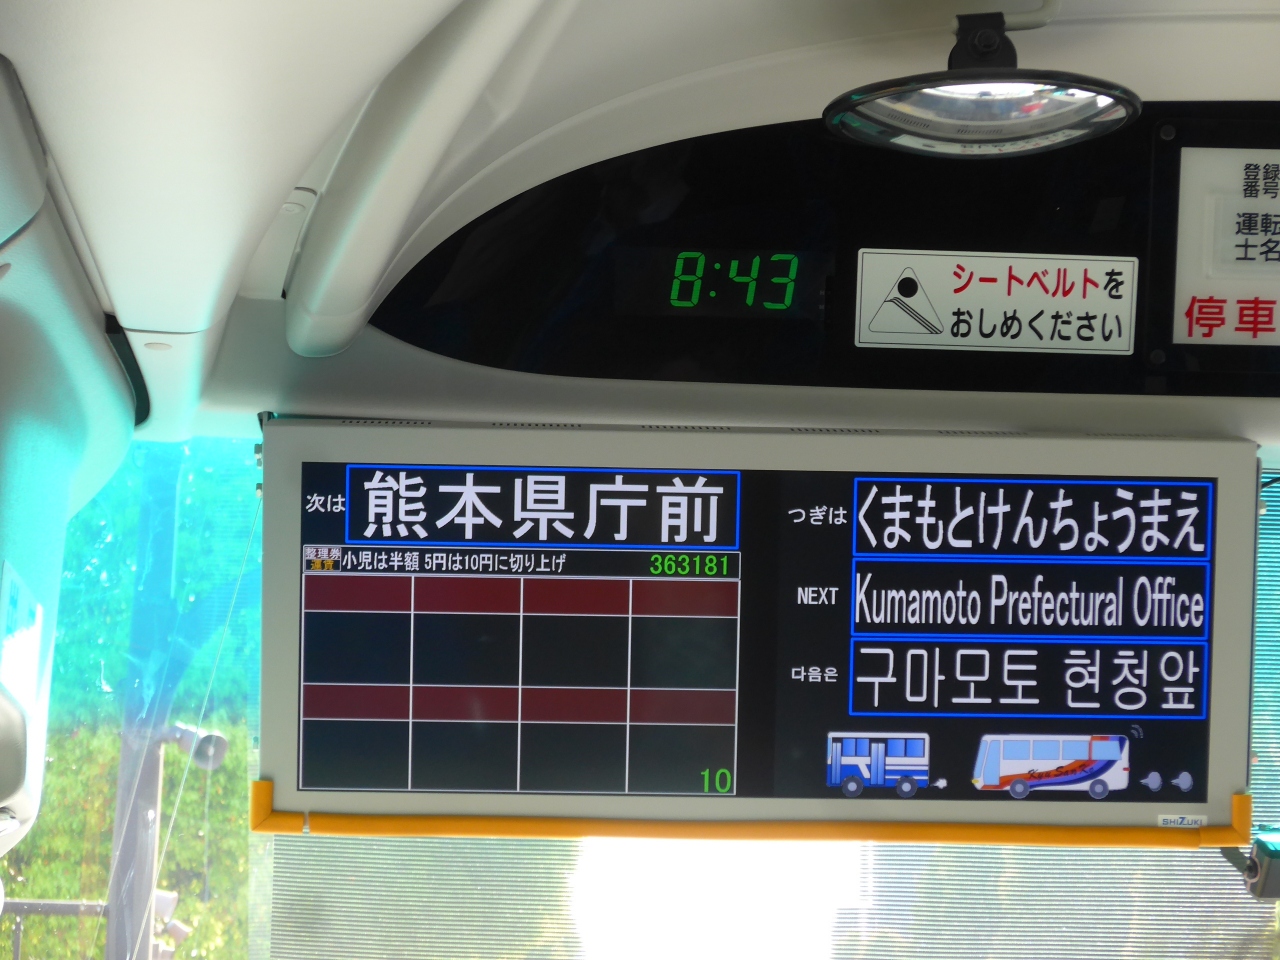 登録
番号
運転
士名
8:43
シートベルトを
おしめください
停車
次は 熊本県庁前
整理券
運賃
小児は半額 5円は10円に切り上げ 363181
10
つぎは くまもとけんちょうまえ
NEXT Kumamoto Prefectural Office
다음은 구마모토 현청앞
Kyu San Ko
SHIZUKI